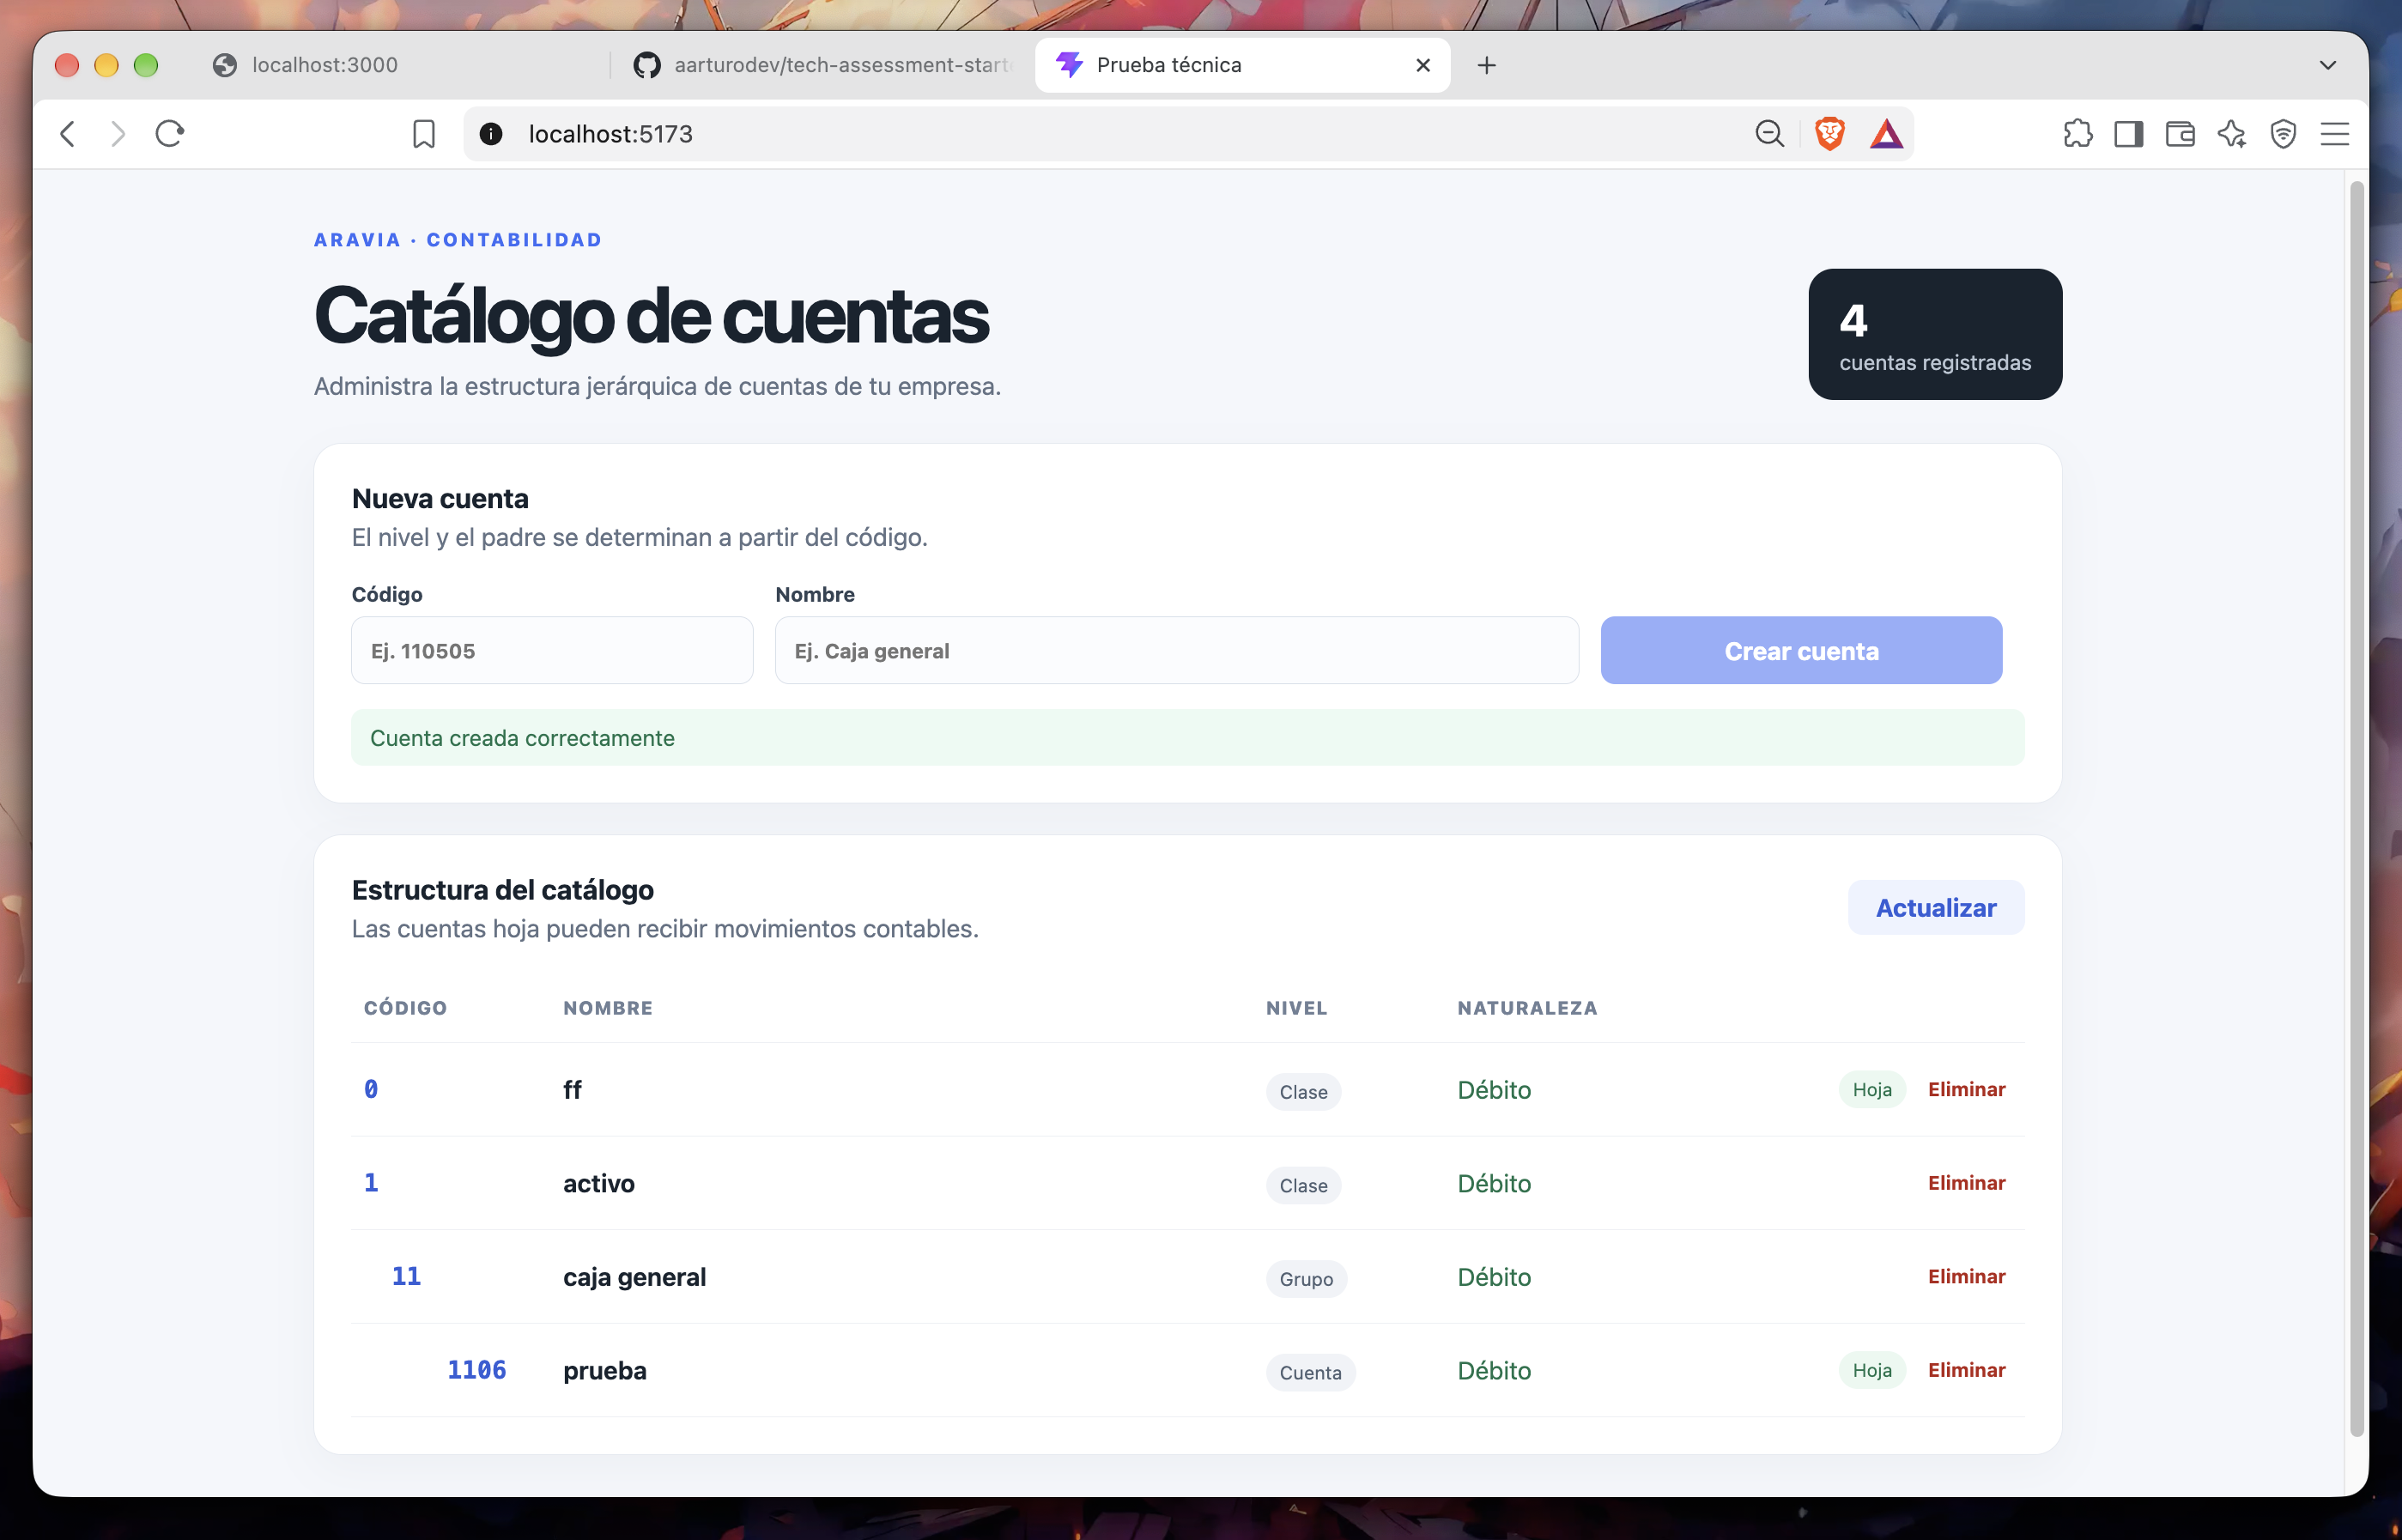 localhost:3000
aarturodev/tech-assessment-start
Prueba técnica
localhost:5173
ARAVIA · CONTABILIDAD
Catálogo de cuentas
Administra la estructura jerárquica de cuentas de tu empresa.
4
cuentas registradas
Nueva cuenta
El nivel y el padre se determinan a partir del código.
Código Nombre
Ej. 110505 Ej. Caja general Crear cuenta
Cuenta creada correctamente
Estructura del catálogo
Las cuentas hoja pueden recibir movimientos contables.
Actualizar
CÓDIGO NOMBRE NIVEL NATURALEZA
0 ff Clase Débito Hoja Eliminar
1 activo Clase Débito Eliminar
11 caja general Grupo Débito Eliminar
1106 prueba Cuenta Débito Hoja Eliminar